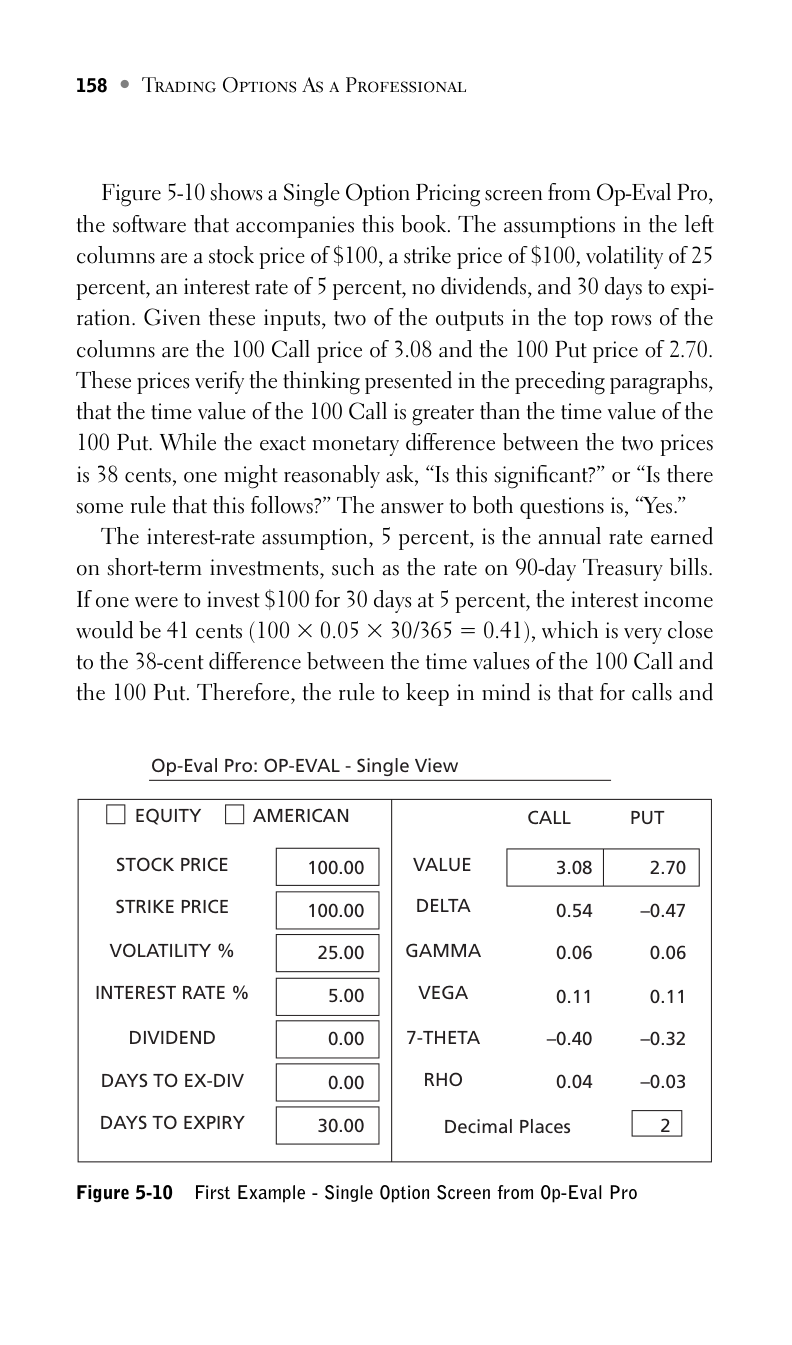 158 • Trading Options As a Professional
Figure 5-10 shows a Single Option Pricing screen from Op-Eval Pro,
the software that accompanies this book. The assumptions in the left
columns are a stock price of $100, a strike price of $100, volatility of 25
percent, an interest rate of 5 percent, no dividends, and 30 days to expi-
ration. Given these inputs, two of the outputs in the top rows of the
columns are the 100 Call price of 3.08 and the 100 Put price of 2.70.
These prices verify the thinking presented in the preceding paragraphs,
that the time value of the 100 Call is greater than the time value of the
100 Put. While the exact monetary difference between the two prices
is 38 cents, one might reasonably ask, “Is this significant?” or “Is there
some rule that this follows?” The answer to both questions is, “Yes.”
The interest-rate assumption, 5 percent, is the annual rate earned
on short-term investments, such as the rate on 90-day Treasury bills.
If one were to invest $100 for 30 days at 5 percent, the interest income
would be 41 cents (100 × 0.05 × 30/365 = 0.41), which is very close
to the 38-cent difference between the time values of the 100 Call and
the 100 Put. Therefore, the rule to keep in mind is that for calls and
Op-Eval Pro: OP-EVAL - Single View
EQUITY AMERICAN CALL PUT
STOCK PRICE 100.00 VALUE 3.08 2.70
STRIKE PRICE 100.00 DELTA 0.54 –0.47
VOLATILITY % 25.00 GAMMA 0.06 0.06
INTEREST RATE % 5.00 VEGA 0.11 0.11
DIVIDEND 0.00 7-THETA –0.40 –0.32
DAYS TO EX-DIV 0.00 RHO 0.04 –0.03
DAYS TO EXPIRY 30.00 Decimal Places 2
Figure 5-10 First Example - Single Option Screen from Op-Eval Pro